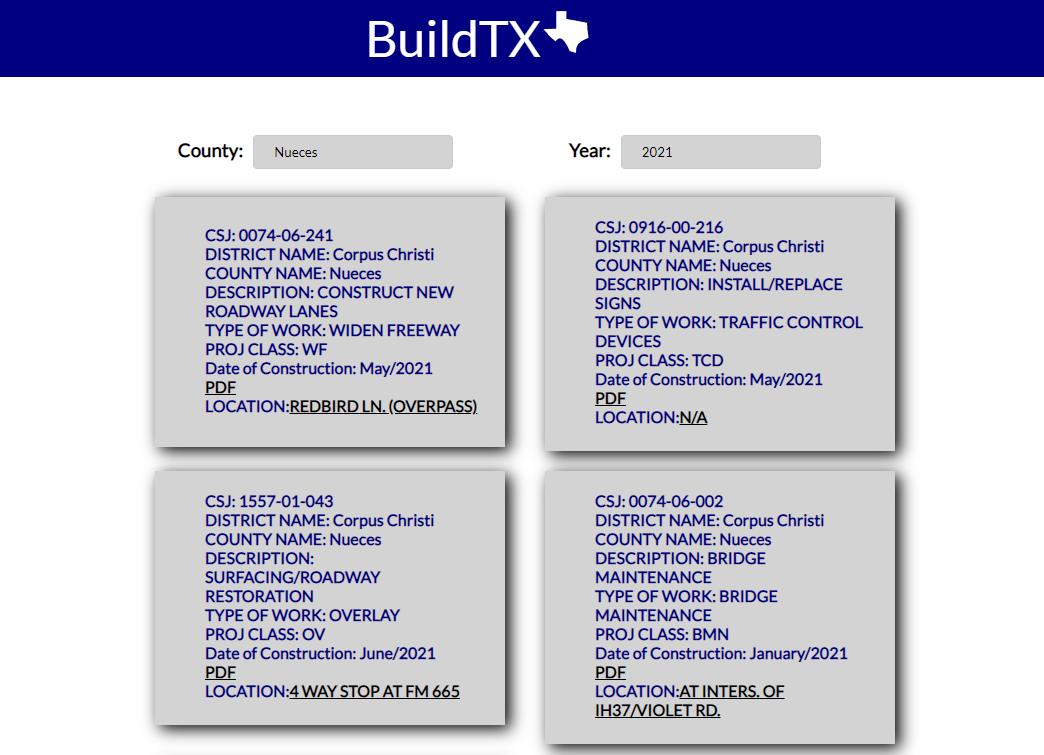 BuildTX
County: Nueces
Year: 2021
CSJ: 0074-06-241
DISTRICT NAME: Corpus Christi
COUNTY NAME: Nueces
DESCRIPTION: CONSTRUCT NEW
ROADWAY LANES
TYPE OF WORK: WIDEN FREEWAY
PROJ CLASS: WF
Date of Construction: May/2021
PDF
LOCATION:REDBIRD LN. (OVERPASS)
CSJ: 0916-00-216
DISTRICT NAME: Corpus Christi
COUNTY NAME: Nueces
DESCRIPTION: INSTALL/REPLACE
SIGNS
TYPE OF WORK: TRAFFIC CONTROL
DEVICES
PROJ CLASS: TCD
Date of Construction: May/2021
PDF
LOCATION:N/A
CSJ: 1557-01-043
DISTRICT NAME: Corpus Christi
COUNTY NAME: Nueces
DESCRIPTION:
SURFACING/ROADWAY
RESTORATION
TYPE OF WORK: OVERLAY
PROJ CLASS: OV
Date of Construction: June/2021
PDF
LOCATION:4 WAY STOP AT FM 665
CSJ: 0074-06-002
DISTRICT NAME: Corpus Christi
COUNTY NAME: Nueces
DESCRIPTION: BRIDGE
MAINTENANCE
TYPE OF WORK: BRIDGE
MAINTENANCE
PROJ CLASS: BMN
Date of Construction: January/2021
PDF
LOCATION:AT INTERS. OF
IH37/VIOLET RD.